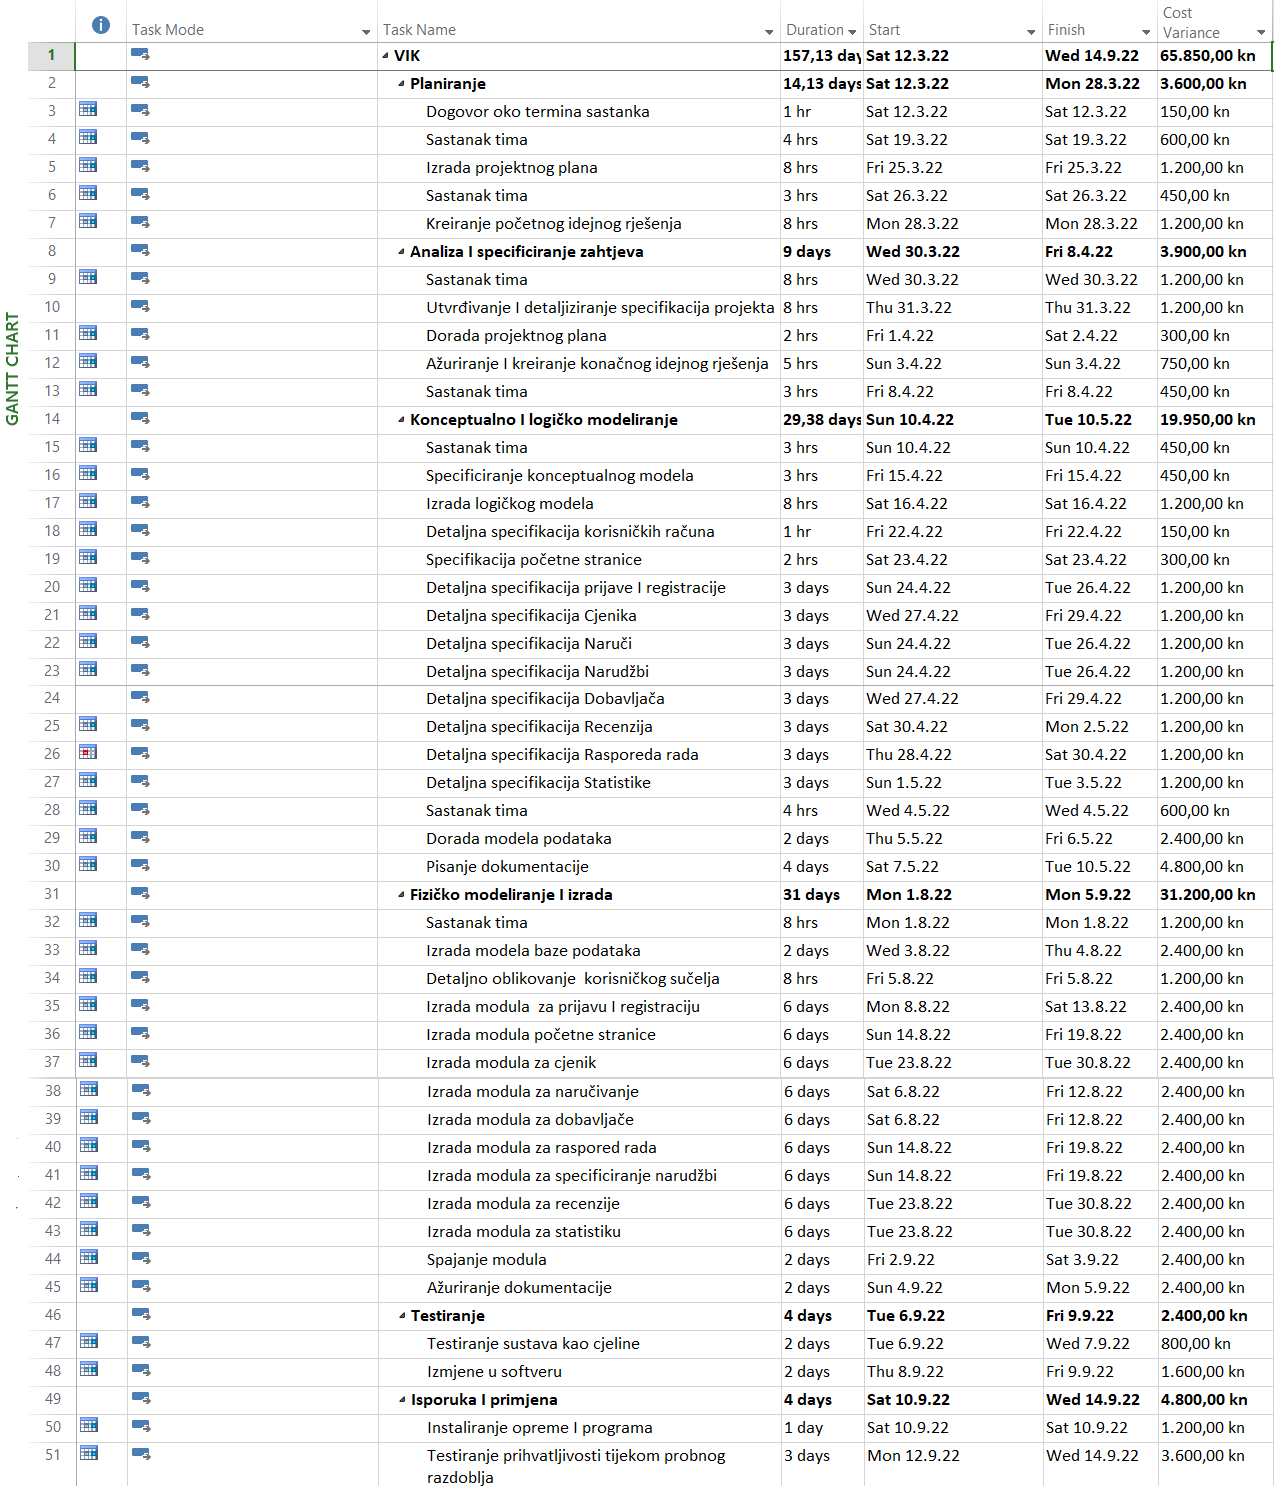 GANTT CHART
Task Mode Task Name Duration Start Finish Cost Variance
1 VIK 157,13 day Sat 12.3.22 Wed 14.9.22 65.850,00 kn
2 Planiranje 14,13 days Sat 12.3.22 Mon 28.3.22 3.600,00 kn
3 Dogovor oko termina sastanka 1 hr Sat 12.3.22 Sat 12.3.22 150,00 kn
4 Sastanak tima 4 hrs Sat 19.3.22 Sat 19.3.22 600,00 kn
5 Izrada projektnog plana 8 hrs Fri 25.3.22 Fri 25.3.22 1.200,00 kn
6 Sastanak tima 3 hrs Sat 26.3.22 Sat 26.3.22 450,00 kn
7 Kreiranje početnog idejnog rješenja 8 hrs Mon 28.3.22 Mon 28.3.22 1.200,00 kn
8 Analiza I specificiranje zahtjeva 9 days Wed 30.3.22 Fri 8.4.22 3.900,00 kn
9 Sastanak tima 8 hrs Wed 30.3.22 Wed 30.3.22 1.200,00 kn
10 Utvrđivanje I detaljiziranje specifikacija projekta 8 hrs Thu 31.3.22 Thu 31.3.22 1.200,00 kn
11 Dorada projektnog plana 2 hrs Fri 1.4.22 Sat 2.4.22 300,00 kn
12 Ažuriranje I kreiranje konačnog idejnog rješenja 5 hrs Sun 3.4.22 Sun 3.4.22 750,00 kn
13 Sastanak tima 3 hrs Fri 8.4.22 Fri 8.4.22 450,00 kn
14 Konceptualno I logičko modeliranje 29,38 days Sun 10.4.22 Tue 10.5.22 19.950,00 kn
15 Sastanak tima 3 hrs Sun 10.4.22 Sun 10.4.22 450,00 kn
16 Specificiranje konceptualnog modela 3 hrs Fri 15.4.22 Fri 15.4.22 450,00 kn
17 Izrada logičkog modela 8 hrs Sat 16.4.22 Sat 16.4.22 1.200,00 kn
18 Detaljna specifikacija korisničkih računa 1 hr Fri 22.4.22 Fri 22.4.22 150,00 kn
19 Specifikacija početne stranice 2 hrs Sat 23.4.22 Sat 23.4.22 300,00 kn
20 Detaljna specifikacija prijave I registracije 3 days Sun 24.4.22 Tue 26.4.22 1.200,00 kn
21 Detaljna specifikacija Cjenika 3 days Wed 27.4.22 Fri 29.4.22 1.200,00 kn
22 Detaljna specifikacija Naruči 3 days Sun 24.4.22 Tue 26.4.22 1.200,00 kn
23 Detaljna specifikacija Narudžbi 3 days Sun 24.4.22 Tue 26.4.22 1.200,00 kn
24 Detaljna specifikacija Dobavljača 3 days Wed 27.4.22 Fri 29.4.22 1.200,00 kn
25 Detaljna specifikacija Recenzija 3 days Sat 30.4.22 Mon 2.5.22 1.200,00 kn
26 Detaljna specifikacija Rasporeda rada 3 days Thu 28.4.22 Sat 30.4.22 1.200,00 kn
27 Detaljna specifikacija Statistike 3 days Sun 1.5.22 Tue 3.5.22 1.200,00 kn
28 Sastanak tima 4 hrs Wed 4.5.22 Wed 4.5.22 600,00 kn
29 Dorada modela podataka 2 days Thu 5.5.22 Fri 6.5.22 2.400,00 kn
30 Pisanje dokumentacije 4 days Sat 7.5.22 Tue 10.5.22 4.800,00 kn
31 Fizičko modeliranje I izrada 31 days Mon 1.8.22 Mon 5.9.22 31.200,00 kn
32 Sastanak tima 8 hrs Mon 1.8.22 Mon 1.8.22 1.200,00 kn
33 Izrada modela baze podataka 2 days Wed 3.8.22 Thu 4.8.22 2.400,00 kn
34 Detaljno oblikovanje korisničkog sučelja 8 hrs Fri 5.8.22 Fri 5.8.22 1.200,00 kn
35 Izrada modula za prijavu I registraciju 6 days Mon 8.8.22 Sat 13.8.22 2.400,00 kn
36 Izrada modula početne stranice 6 days Sun 14.8.22 Fri 19.8.22 2.400,00 kn
37 Izrada modula za cjenik 6 days Tue 23.8.22 Tue 30.8.22 2.400,00 kn
38 Izrada modula za naručivanje 6 days Sat 6.8.22 Fri 12.8.22 2.400,00 kn
39 Izrada modula za dobavljače 6 days Sat 6.8.22 Fri 12.8.22 2.400,00 kn
40 Izrada modula za raspored rada 6 days Sun 14.8.22 Fri 19.8.22 2.400,00 kn
41 Izrada modula za specificiranje narudžbi 6 days Sun 14.8.22 Fri 19.8.22 2.400,00 kn
42 Izrada modula za recenzije 6 days Tue 23.8.22 Tue 30.8.22 2.400,00 kn
43 Izrada modula za statistiku 6 days Tue 23.8.22 Tue 30.8.22 2.400,00 kn
44 Spajanje modula 2 days Fri 2.9.22 Sat 3.9.22 2.400,00 kn
45 Ažuriranje dokumentacije 2 days Sun 4.9.22 Mon 5.9.22 2.400,00 kn
46 Testiranje 4 days Tue 6.9.22 Fri 9.9.22 2.400,00 kn
47 Testiranje sustava kao cjeline 2 days Tue 6.9.22 Wed 7.9.22 800,00 kn
48 Izmjene u softveru 2 days Thu 8.9.22 Fri 9.9.22 1.600,00 kn
49 Isporuka I primjena 4 days Sat 10.9.22 Wed 14.9.22 4.800,00 kn
50 Instaliranje opreme I programa 1 day Sat 10.9.22 Sat 10.9.22 1.200,00 kn
51 Testiranje prihvatljivosti tijekom probnog 3 days Mon 12.9.22 Wed 14.9.22 3.600,00 kn
razdoblja